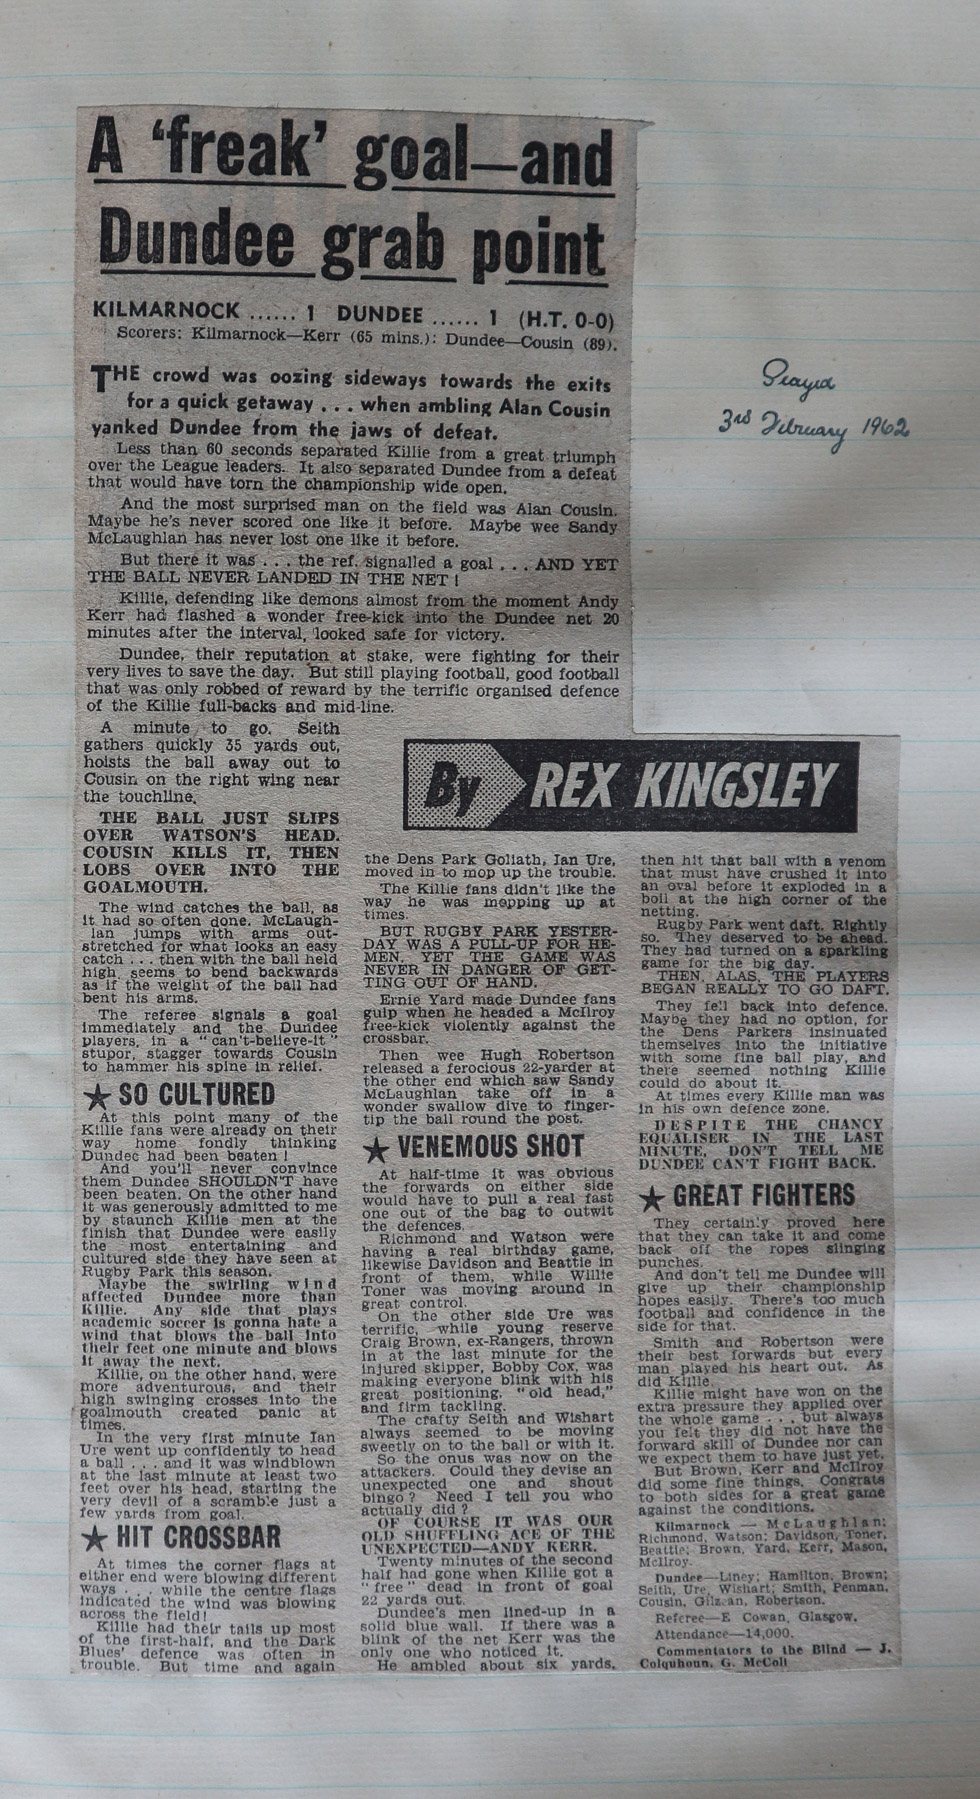 A 'freak' goal—and
Dundee grab point
KILMARNOCK ...... 1 DUNDEE ...... 1 (H.T. 0-0)
Scorers: Kilmarnock—Kerr (65 mins.): Dundee—Cousin (89).
THE crowd was oozing sideways towards the exits
for a quick getaway . . . when ambling Alan Cousin
yanked Dundee from the jaws of defeat.
Less than 60 seconds separated Killie from a great triumph
over the League leaders. It also separated Dundee from a defeat
that would have torn the championship wide open.
And the most surprised man on the field was Alan Cousin.
Maybe he's never scored one like it before. Maybe wee Sandy
McLaughlan has never lost one like it before.
But there it was . . . the ref. signalled a goal . . . AND YET
THE BALL NEVER LANDED IN THE NET !
Killie, defending like demons almost from the moment Andy
Kerr had flashed a wonder free-kick into the Dundee net 20
minutes after the interval, looked safe for victory.
Dundee, their reputation at stake, were fighting for their
very lives to save the day. But still playing football, good football
that was only robbed of reward by the terrific organised defence
of the Killie full-backs and mid-line.
A minute to go. Seith
gathers quickly 35 yards out,
hoists the ball away out to
Cousin on the right wing near
the touchline.
THE BALL JUST SLIPS
OVER WATSON'S HEAD.
COUSIN KILLS IT, THEN
LOBS OVER INTO THE
GOALMOUTH.
The wind catches the ball, as
it had so often done. McLaugh-
lan jumps with arms out-
stretched for what looks an easy
catch . . . then with the ball held
high, seems to bend backwards
as if the weight of the ball had
bent his arms.
The referee signals a goal
immediately and the Dundee
players, in a "can't-believe-it"
stupor, stagger towards Cousin
to hammer his spine in relief.
★ SO CULTURED
At this point many of the
Killie fans were already on their
way home fondly thinking
Dundee had been beaten !
And you'll never convince
them Dundee SHOULDN'T have
been beaten. On the other hand
it was generously admitted to me
by staunch Killie men at the
finish that Dundee were easily
the most entertaining and
cultured side they have seen at
Rugby Park this season.
Maybe the swirling wind
affected Dundee more than
Killie. Any side that plays
academic soccer is gonna hate a
wind that blows the ball into
their feet one minute and blows
it away the next.
Killie, on the other hand, were
more adventurous, and their
high swinging crosses into the
goalmouth created panic at
times.
In the very first minute Ian
Ure went up confidently to head
a ball . . . and it was windblown
at the last minute at least two
feet over his head, starting the
very devil of a scramble just a
few yards from goal.
★ HIT CROSSBAR
At times the corner flags at
either end were blowing different
ways . . . while the centre flags
indicated the wind was blowing
across the field!
Killie had their tails up most
of the first-half, and the Dark
Blues' defence was often in
trouble. But time and again
By REX KINGSLEY
the Dens Park Goliath, Ian Ure,
moved in to mop up the trouble.
The Killie fans didn't like the
way he was mopping up at
times.
BUT RUGBY PARK YESTER-
DAY WAS A PULL-UP FOR HE-
MEN. YET THE GAME WAS
NEVER IN DANGER OF GET-
TING OUT OF HAND.
Ernie Yard made Dundee fans
gulp when he headed a McIlroy
free-kick violently against the
crossbar.
Then wee Hugh Robertson
released a ferocious 22-yarder at
the other end which saw Sandy
McLaughlan take off in a
wonder swallow dive to finger-
tip the ball round the post.
★ VENEMOUS SHOT
At half-time it was obvious
the forwards on either side
would have to pull a real fast
one out of the bag to outwit
the defences.
Richmond and Watson were
having a real birthday game,
likewise Davidson and Beattie in
front of them, while Willie
Toner was moving around in
great control.
On the other side Ure was
terrific, while young reserve
Craig Brown, ex-Rangers, thrown
in at the last minute for the
injured skipper, Bobby Cox, was
making everyone blink with his
great positioning, "old head,"
and firm tackling.
The crafty Seith and Wishart
always seemed to be moving
sweetly on to the ball or with it.
So the onus was now on the
attackers. Could they devise an
unexpected one and shout
bingo? Need I tell you who
actually did ?
OF COURSE IT WAS OUR
OLD SHUFFLING ACE OF THE
UNEXPECTED—ANDY KERR.
Twenty minutes of the second
half had gone when Killie got a
"free" dead in front of goal
22 yards out.
Dundee's men lined-up in a
solid blue wall. If there was a
blink of the net Kerr was the
only one who noticed it.
He ambled about six yards,
then hit that ball with a venom
that must have crushed it into
an oval before it exploded in a
boil at the high corner of the
netting.
Rugby Park went daft. Rightly
so. They deserved to be ahead.
They had turned on a sparkling
game for the big day.
THEN, ALAS, THE PLAYERS
BEGAN REALLY TO GO DAFT.
They fell back into defence.
Maybe they had no option, for
the Dens Parkers insinuated
themselves into the initiative
with some fine ball play, and
there seemed nothing Killie
could do about it.
At times every Killie man was
in his own defence zone.
DESPITE THE CHANCY
EQUALISER IN THE LAST
MINUTE, DON'T TELL ME
DUNDEE CAN'T FIGHT BACK.
★ GREAT FIGHTERS
They certainly proved here
that they can take it and come
back off the ropes slinging
punches.
And don't tell me Dundee will
give up their championship
hopes easily. There's too much
football and confidence in the
side for that.
Smith and Robertson were
their best forwards but every
man played his heart out. As
did Killie.
Killie might have won on the
extra pressure they applied over
the whole game . . . but always
you felt they did not have the
forward skill of Dundee nor can
we expect them to have just yet.
But Brown, Kerr and McIlroy
did some fine things. Congrats
to both sides for a great game
against the conditions.
Kilmarnock — McLaughlan;
Richmond, Watson; Davidson, Toner,
Beattie; Brown, Yard, Kerr, Mason,
McIlroy.
Dundee—Liney; Hamilton, Brown;
Seith, Ure, Wishart; Smith, Penman,
Cousin, Gilzean, Robertson.
Referee—E Cowan, Glasgow.
Attendance—14,000.
Commentators to the Blind — J.
Colquhoun, G. McColl
Played
3rd February 1962